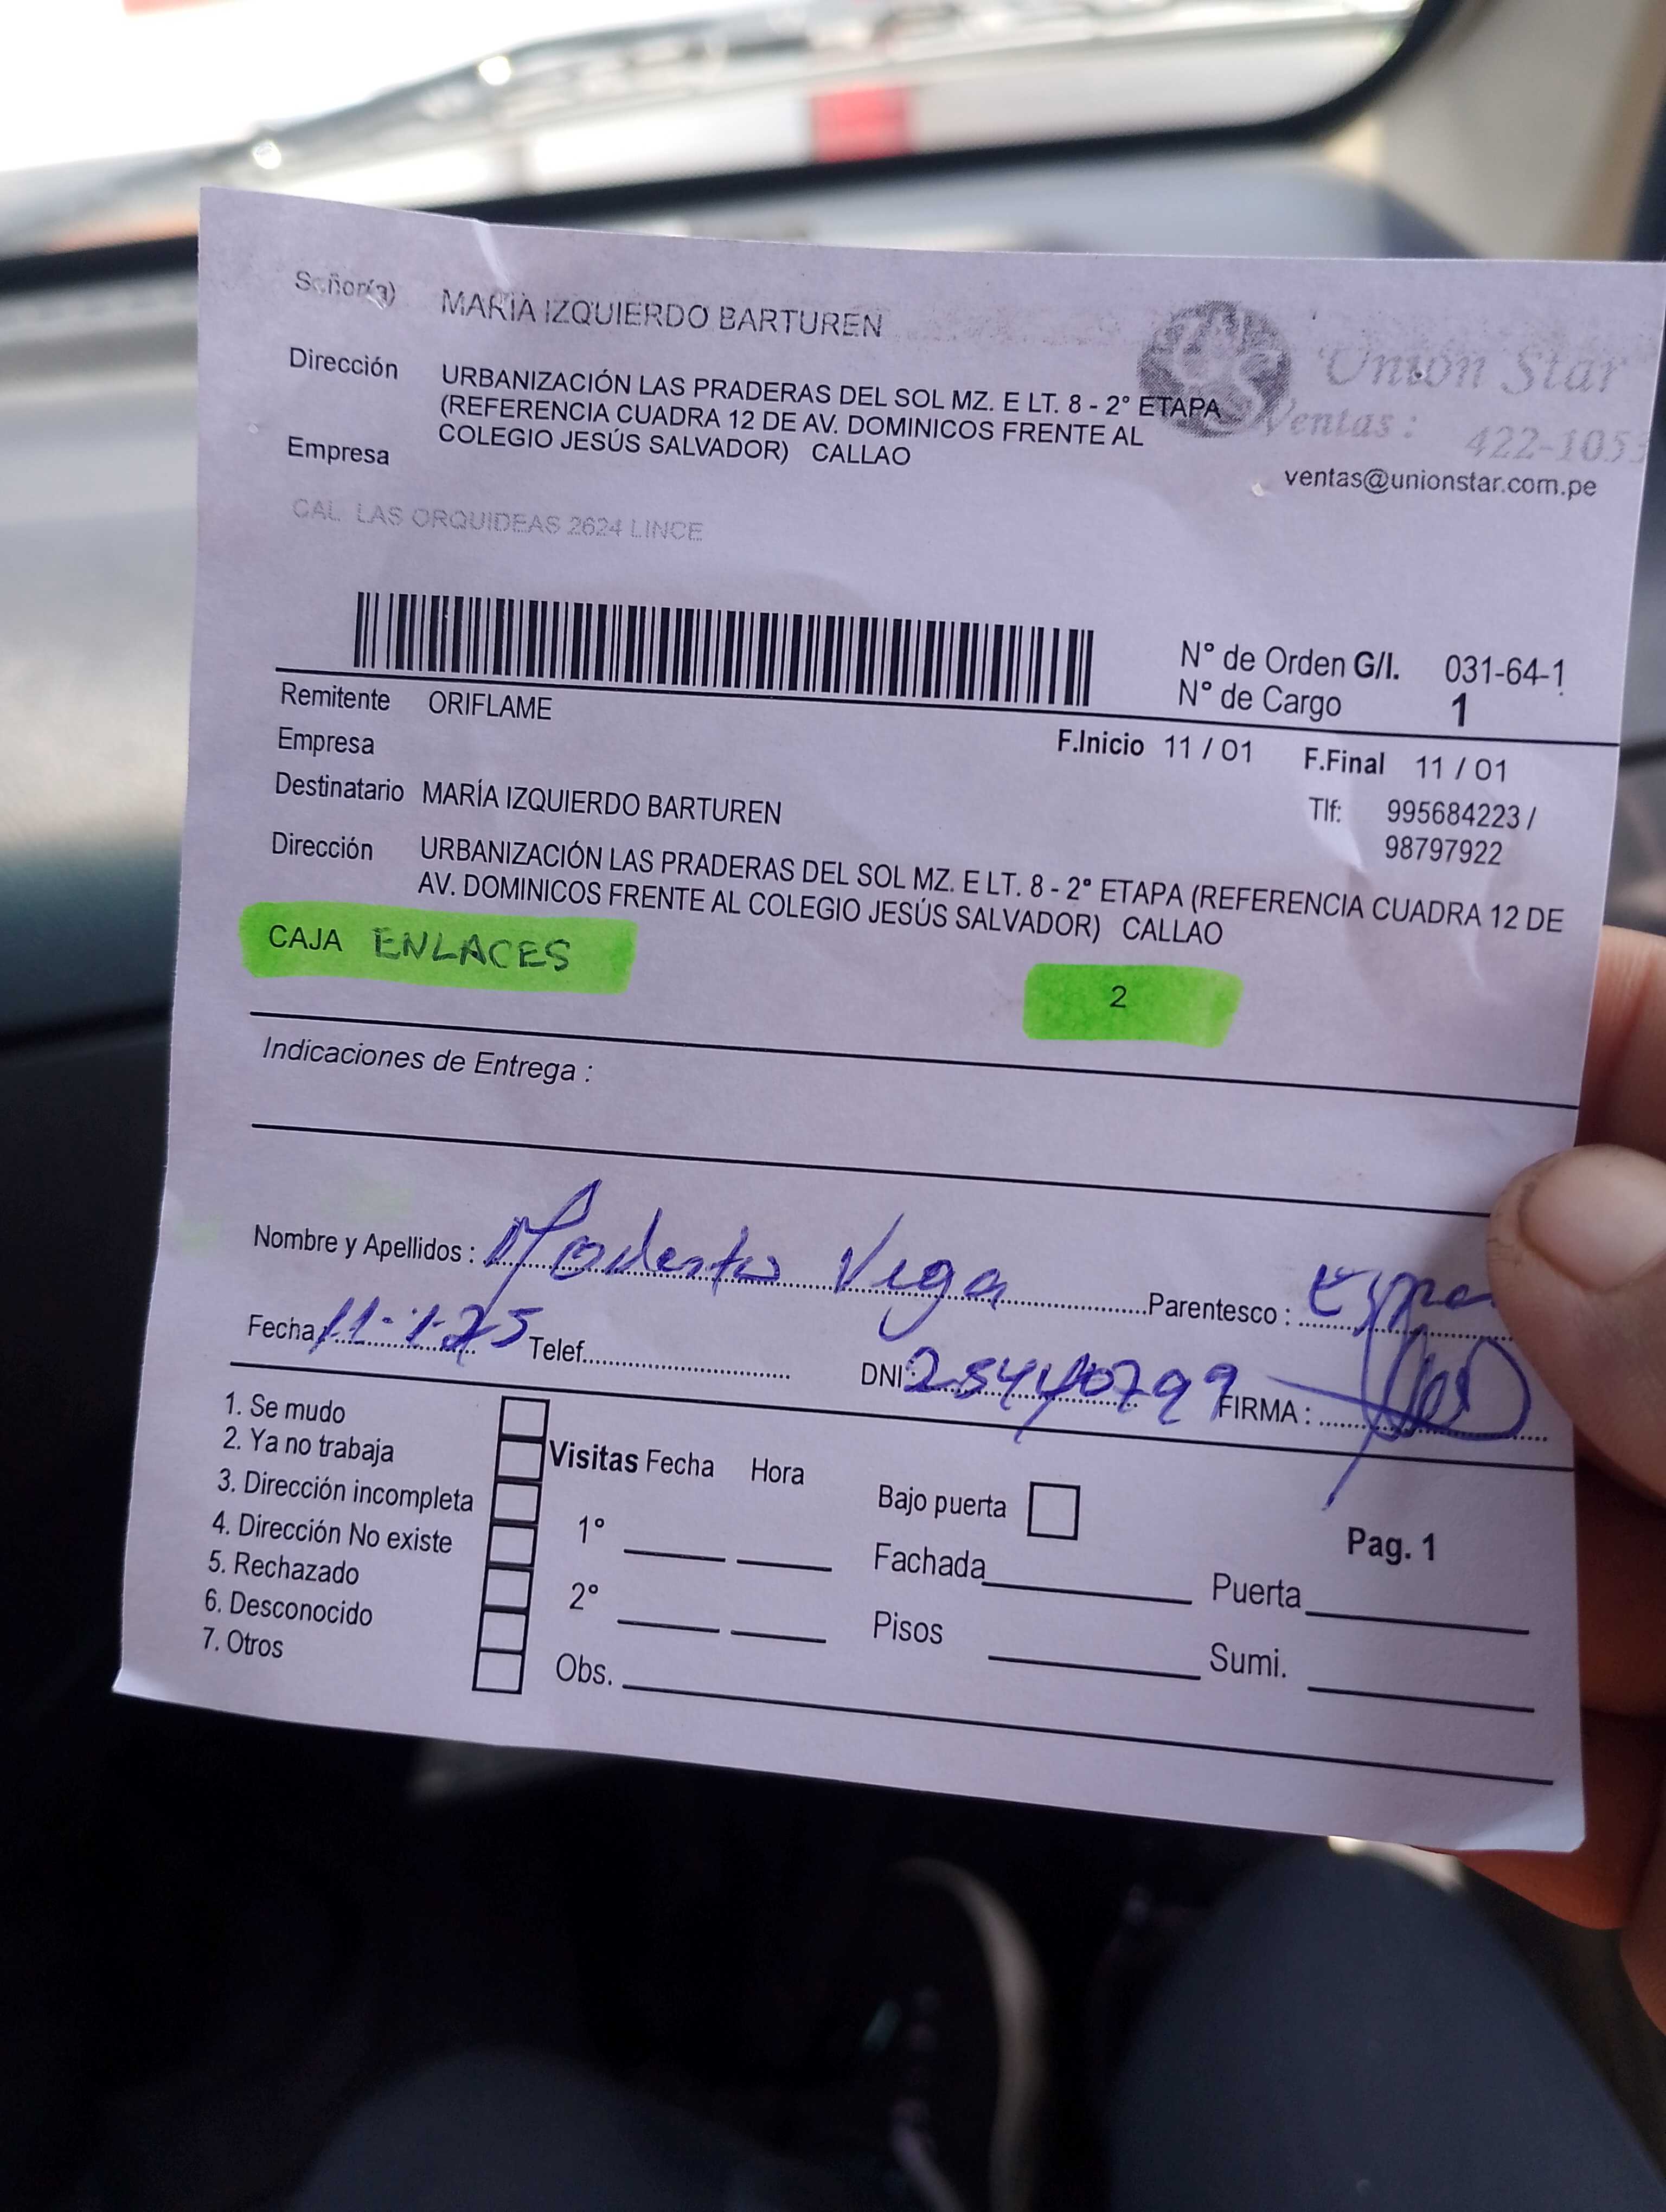 Señor(a) MARÍA IZQUIERDO BARTUREN
Union Star
Dirección URBANIZACIÓN LAS PRADERAS DEL SOL MZ. E LT. 8 - 2° ETAPA
(REFERENCIA CUADRA 12 DE AV. DOMINICOS FRENTE AL
COLEGIO JESÚS SALVADOR) CALLAO
Ventas : 422-105
ventas@unionstar.com.pe
Empresa
CAL. LAS ORQUIDEAS 2624 LINCE
N° de Orden G/I. 031-64-1
N° de Cargo 1
Remitente ORIFLAME
Empresa
F.Inicio 11 / 01 F.Final 11 / 01
Destinatario MARÍA IZQUIERDO BARTUREN
Tlf: 995684223 /
98797922
Dirección URBANIZACIÓN LAS PRADERAS DEL SOL MZ. E LT. 8 - 2° ETAPA (REFERENCIA CUADRA 12 DE
AV. DOMINICOS FRENTE AL COLEGIO JESÚS SALVADOR) CALLAO
CAJA ENLACES 2
Indicaciones de Entrega :
Nombre y Apellidos : Modesto Vega Parentesco :
Fecha: 11-1-25 Telef. DNI: 25440799 FIRMA :
1. Se mudo
2. Ya no trabaja
3. Dirección incompleta
4. Dirección No existe
5. Rechazado
6. Desconocido
7. Otros
Visitas Fecha Hora
1°
2°
Obs.
Bajo puerta
Fachada
Pisos
Pag. 1
Puerta
Sumi.